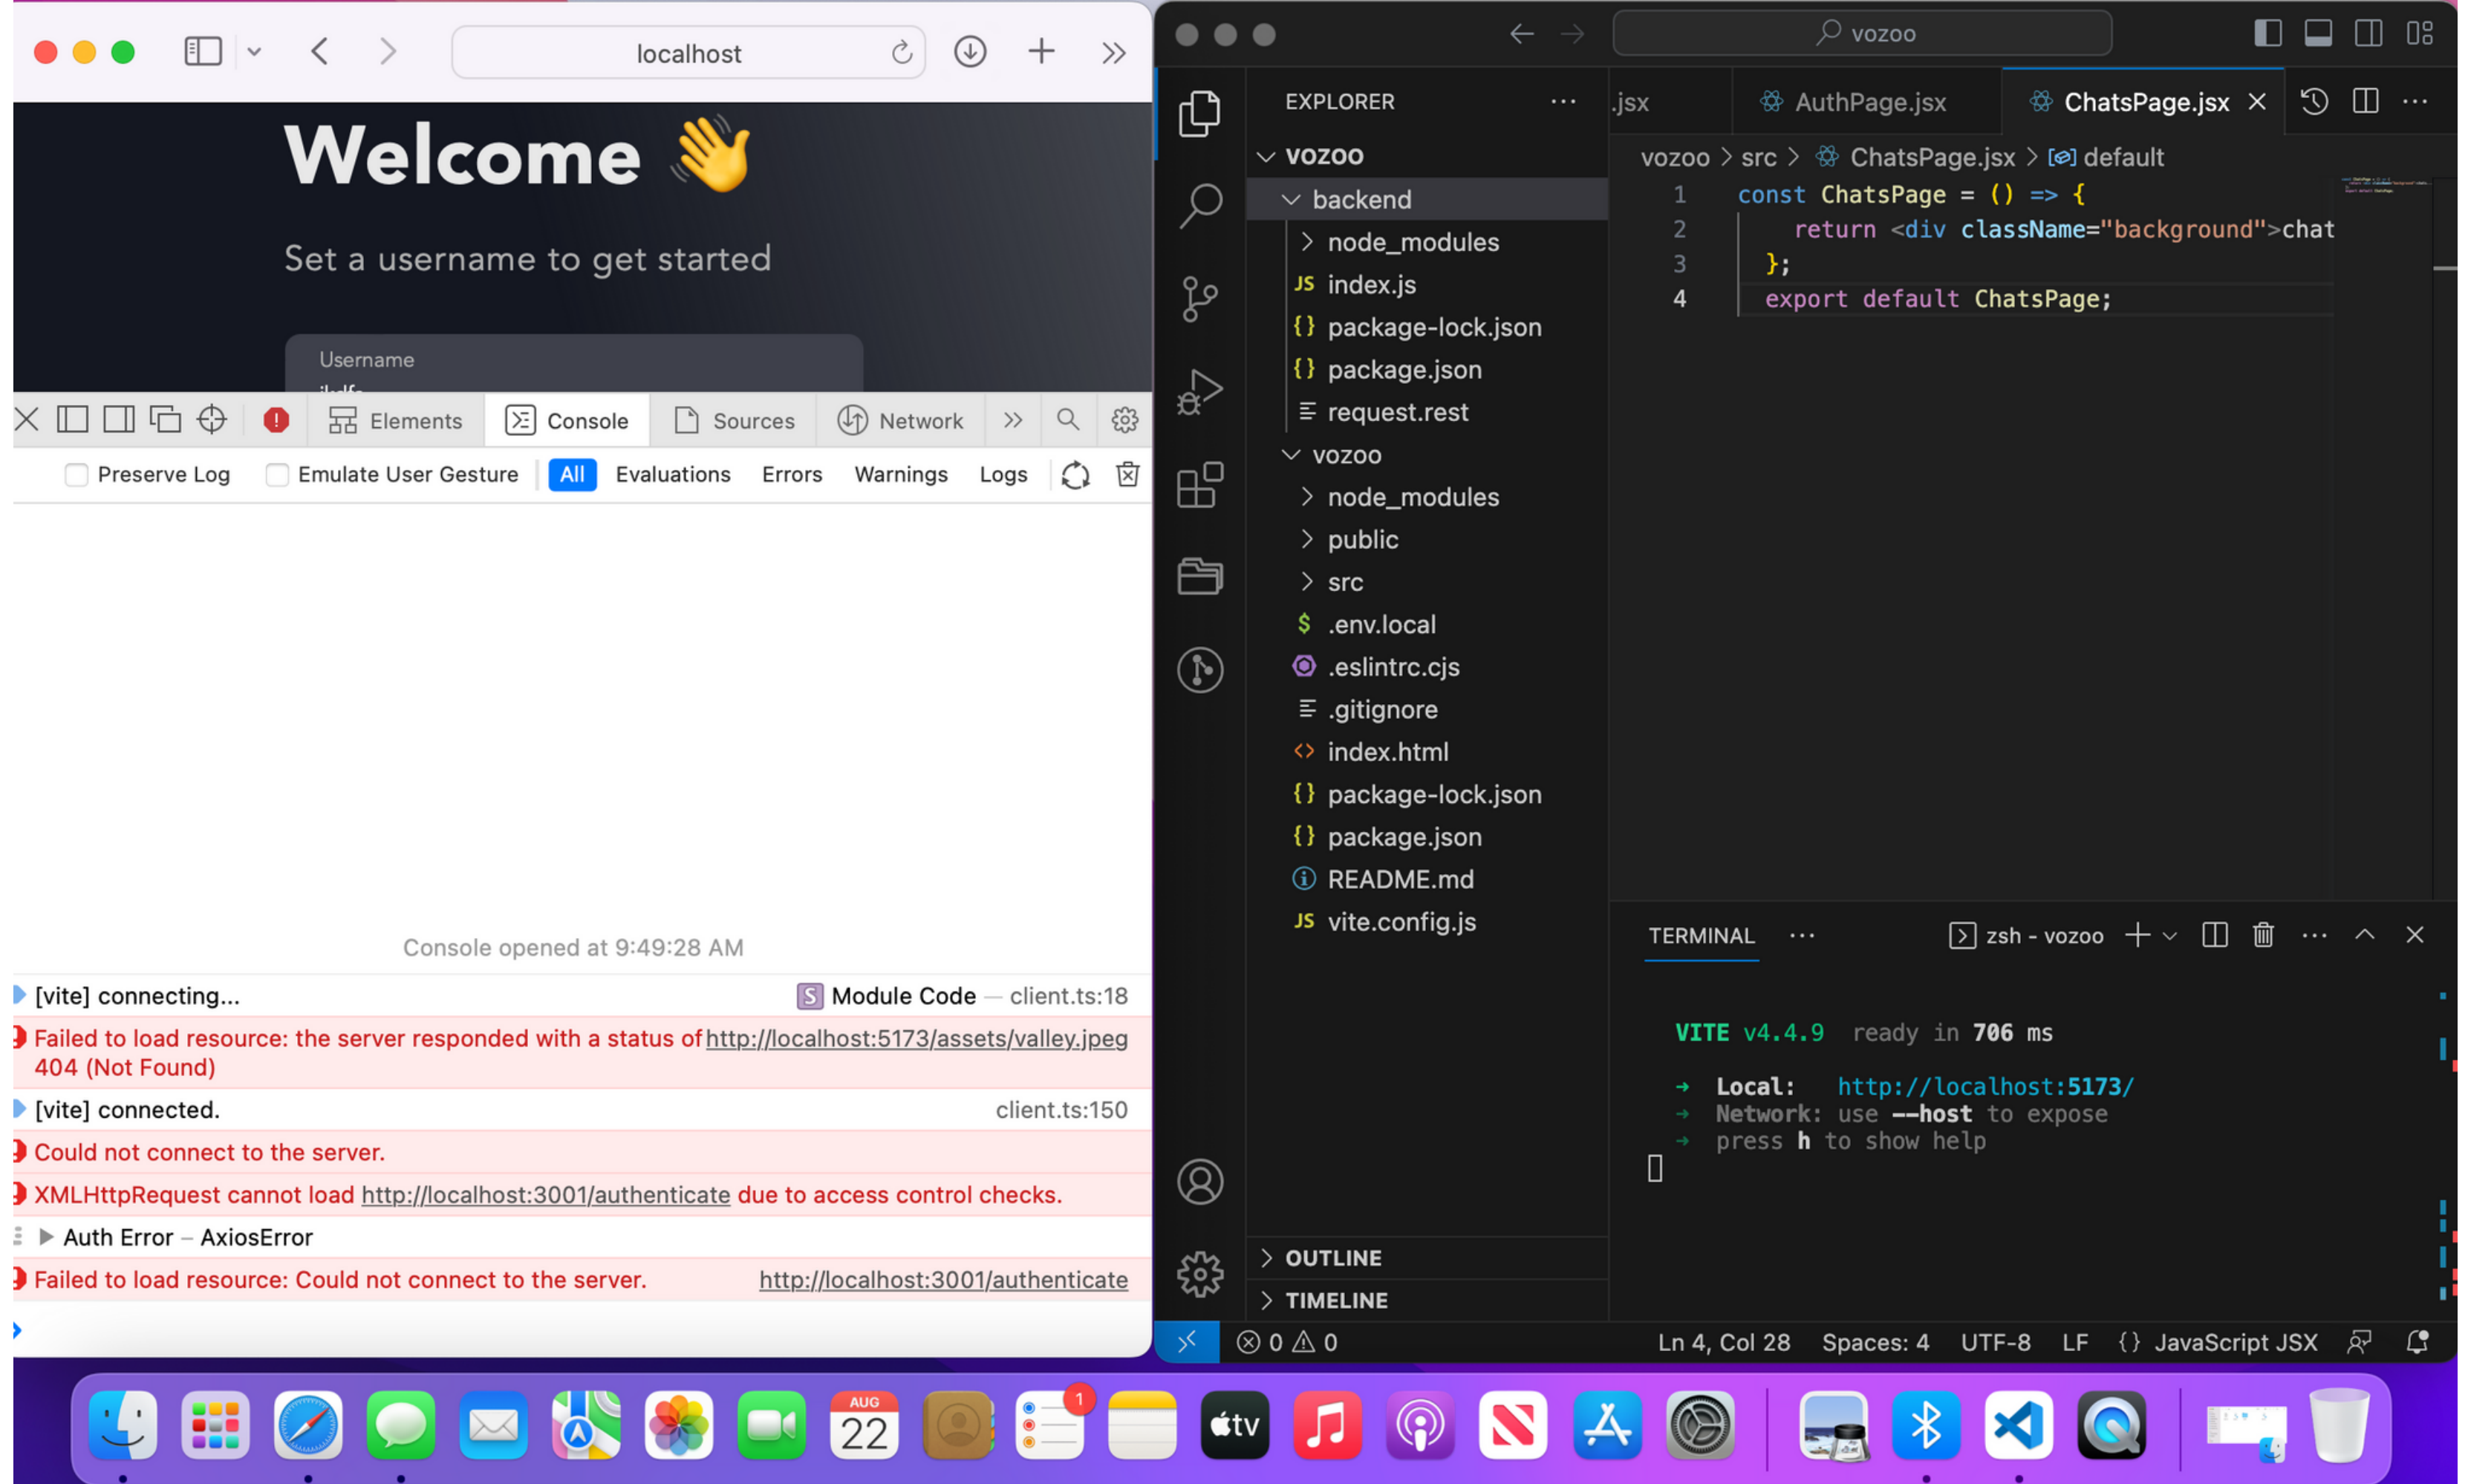 localhost
Welcome 👋
Set a username to get started
Username
Elements
Console
Sources
Network
Preserve Log
Emulate User Gesture
All
Evaluations
Errors
Warnings
Logs
Console opened at 9:49:28 AM
[vite] connecting...
S Module Code — client.ts:18
Failed to load resource: the server responded with a status of http://localhost:5173/assets/valley.jpeg
404 (Not Found)
[vite] connected.
client.ts:150
Could not connect to the server.
XMLHttpRequest cannot load http://localhost:3001/authenticate due to access control checks.
Auth Error – AxiosError
Failed to load resource: Could not connect to the server.
http://localhost:3001/authenticate
vozoo
EXPLORER
VOZOO
backend
node_modules
JS index.js
{} package-lock.json
{} package.json
request.rest
vozoo
node_modules
public
src
$ .env.local
.eslintrc.cjs
.gitignore
<> index.html
{} package-lock.json
{} package.json
README.md
JS vite.config.js
OUTLINE
TIMELINE
.jsx
AuthPage.jsx
ChatsPage.jsx
vozoo > src > ChatsPage.jsx > default
1 const ChatsPage = () => {
2 return <div className="background">chat
3 };
4 export default ChatsPage;
TERMINAL
zsh - vozoo
VITE v4.4.9 ready in 706 ms
➜ Local: http://localhost:5173/
➜ Network: use --host to expose
➜ press h to show help
0
0
Ln 4, Col 28
Spaces: 4
UTF-8
LF
{} JavaScript JSX
AUG
22
1
tv